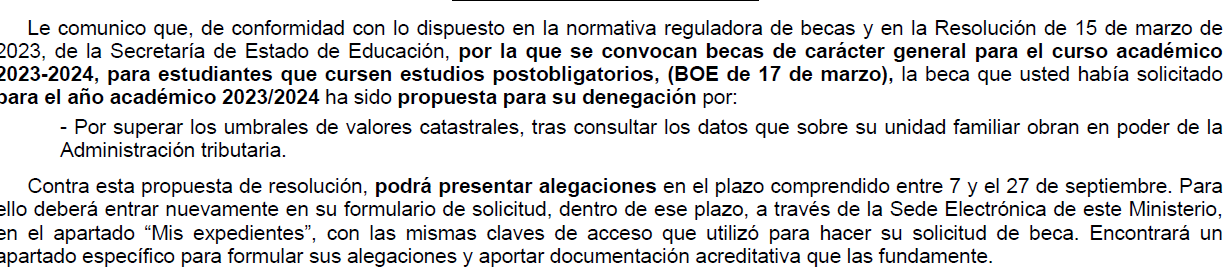 Le comunico que, de conformidad con lo dispuesto en la normativa reguladora de becas y en la Resolución de 15 de marzo de
2023, de la Secretaría de Estado de Educación, por la que se convocan becas de carácter general para el curso académico
2023-2024, para estudiantes que cursen estudios postobligatorios, (BOE de 17 de marzo), la beca que usted había solicitado
para el año académico 2023/2024 ha sido propuesta para su denegación por:
- Por superar los umbrales de valores catastrales, tras consultar los datos que sobre su unidad familiar obran en poder de la
Administración tributaria.
Contra esta propuesta de resolución, podrá presentar alegaciones en el plazo comprendido entre 7 y el 27 de septiembre. Para
ello deberá entrar nuevamente en su formulario de solicitud, dentro de ese plazo, a través de la Sede Electrónica de este Ministerio,
en el apartado “Mis expedientes”, con las mismas claves de acceso que utilizó para hacer su solicitud de beca. Encontrará un
apartado específico para formular sus alegaciones y aportar documentación acreditativa que las fundamente.